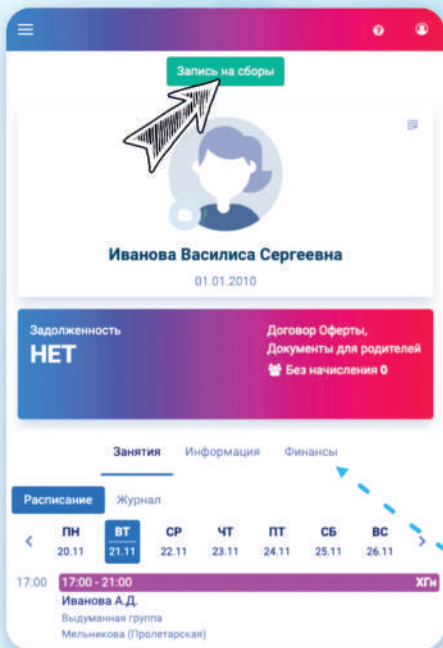 Запись на сборы
Иванова Василиса Сергеевна
01.01.2010
Задолженность
НЕТ
Договор Оферты,
Документы для родителей
Без начисления 0
Занятия Информация Финансы
Расписание Журнал
ПН ВТ СР ЧТ ПТ СБ ВС
20.11 21.11 22.11 23.11 24.11 25.11 26.11
17:00 17:00 - 21:00 ХГн
Иванова А.Д.
Выдуманная группа
Мельникова (Пролетарская)